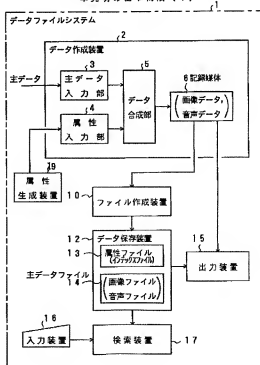 1
データファイルシステム
2
データ作成装置
主データ
3
主データ
入力部
4
属性
入力部
5
データ
合成部
6 記録媒体
画像データ,
音声データ
19
属性
生成装置
10
ファイル作成装置
12
データ保存装置
13
属性ファイル
(インデックスファイル)
主データファイル
14
画像ファイル
音声ファイル
15
出力装置
16
入力装置
検索装置
17